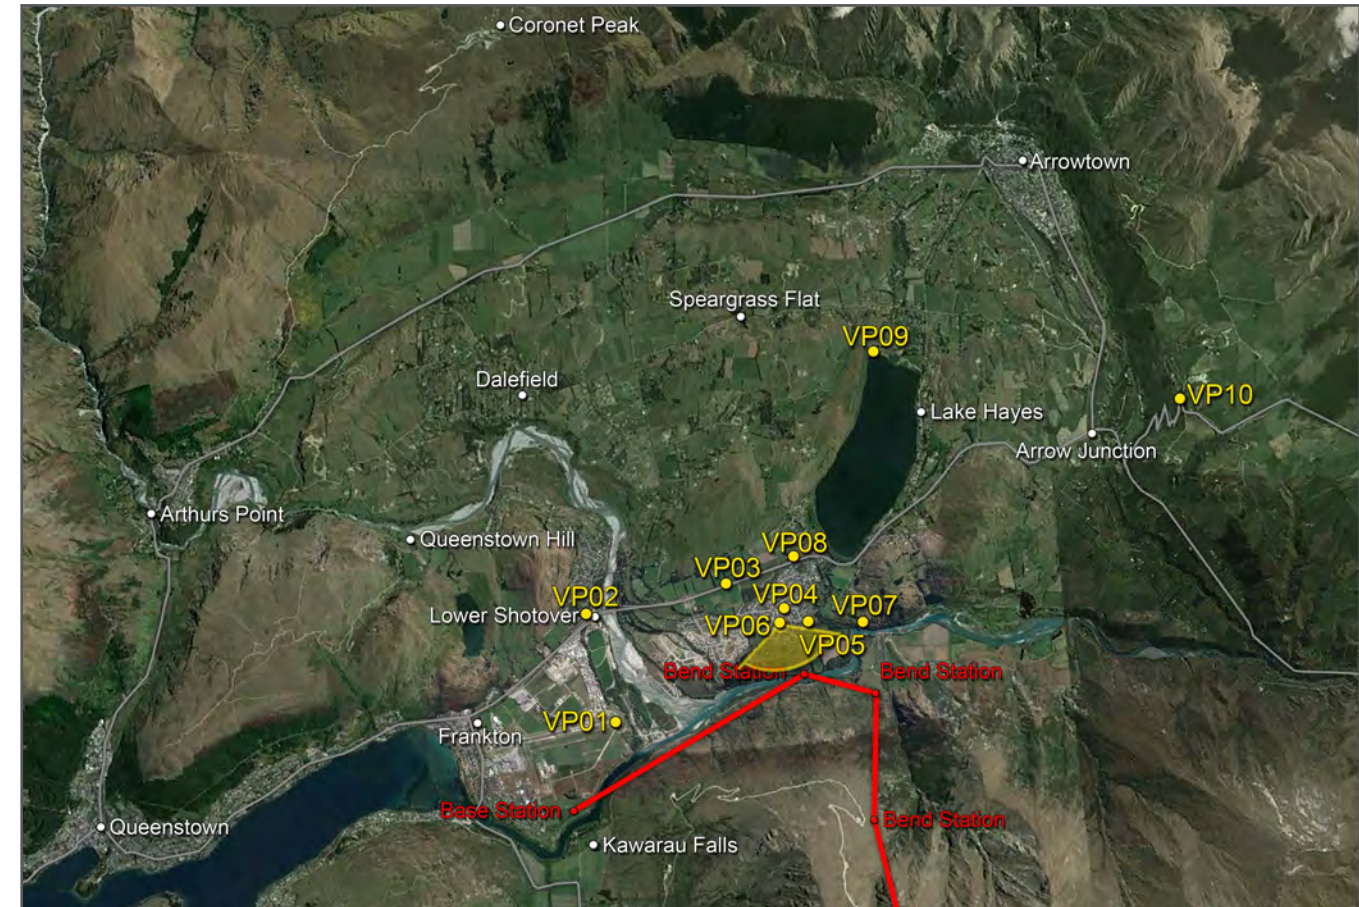 Coronet Peak
Arrowtown
Speargrass Flat
VP09
Dalefield
VP10
Lake Hayes
Arrow Junction
Arthurs Point
Queenstown Hill
VP08
VP03
VP04
VP02
Lower Shotover
VP07
VP06
VP05
Bend Station
Bend Station
VP01
Frankton
Base Station
Bend Station
Queenstown
Kawarau Falls